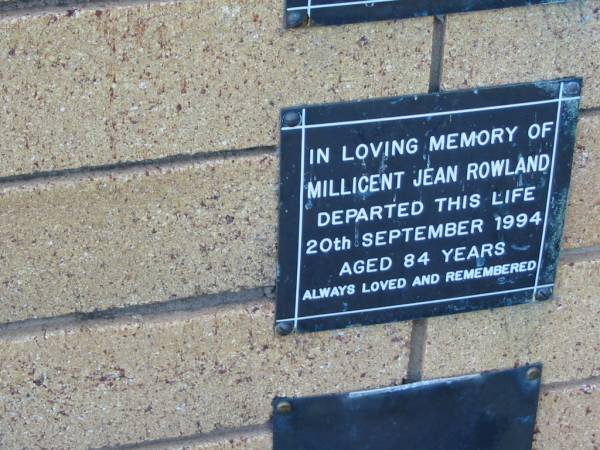 IN LOVING MEMORY OF
MILLICENT JEAN ROWLAND
DEPARTED THIS LIFE
20th SEPTEMBER 1994
AGED 84 YEARS
ALWAYS LOVED AND REMEMBERED